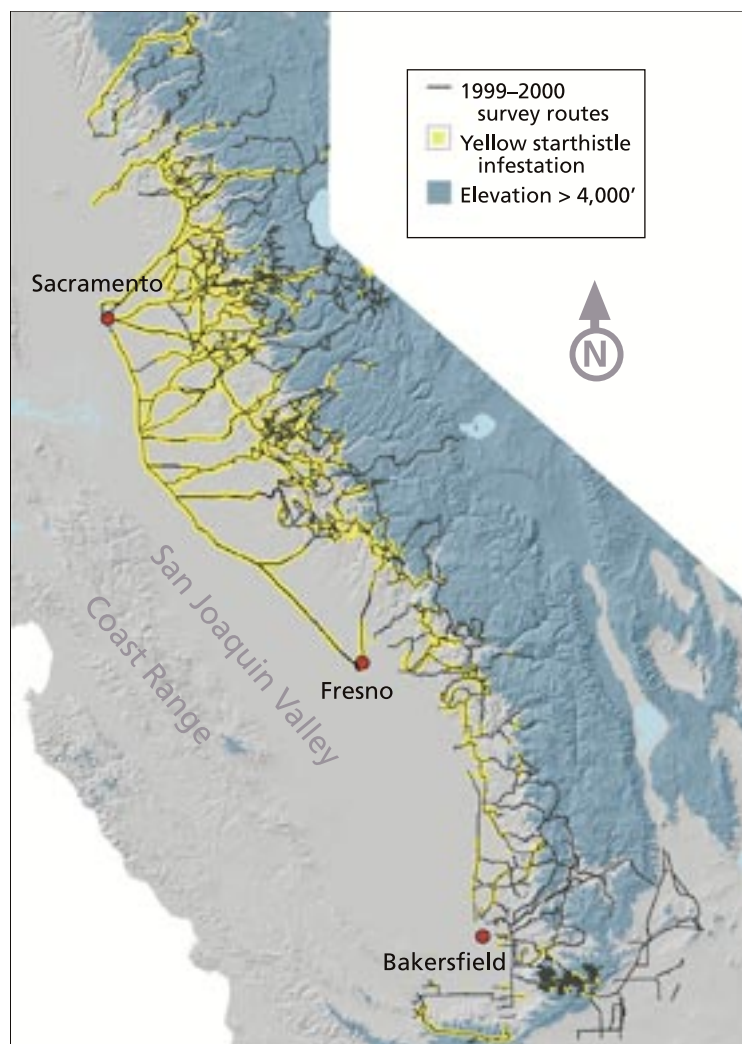 1999–2000
survey routes
Yellow starthistle
infestation
Elevation > 4,000’
Sacramento
N
San Joaquin Valley
Coast Range
Fresno
Bakersfield